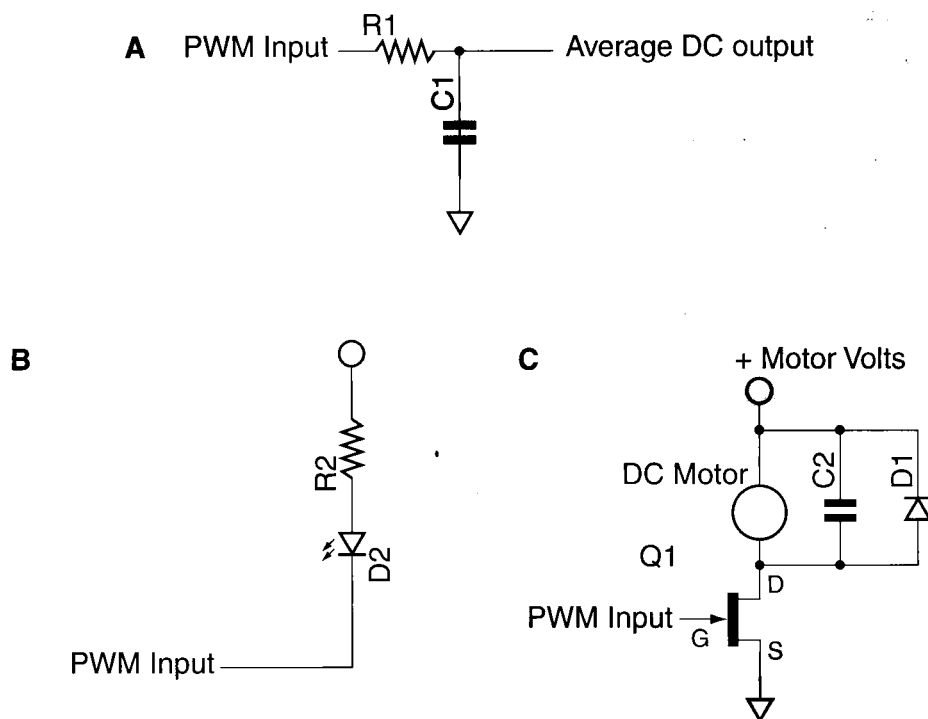 R1
A PWM Input Average DC output
C1
B
R2
D2
PWM Input
C
+ Motor Volts
DC Motor
C2
D1
Q1
D
PWM Input
G
S